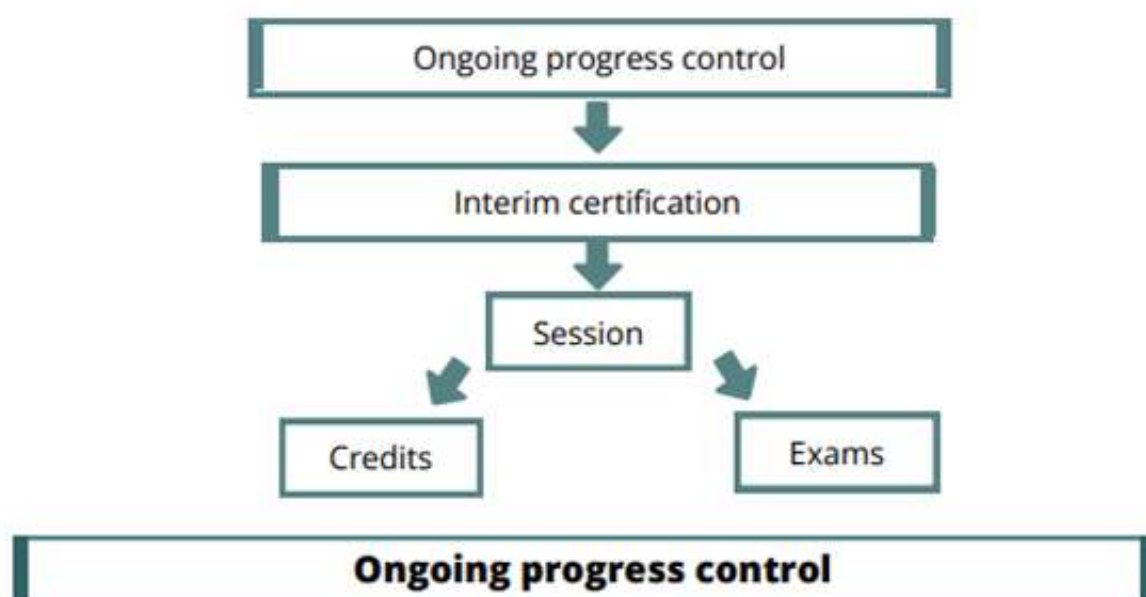 Ongoing progress control
Interim certification
Session
Credits
Exams
Ongoing progress control